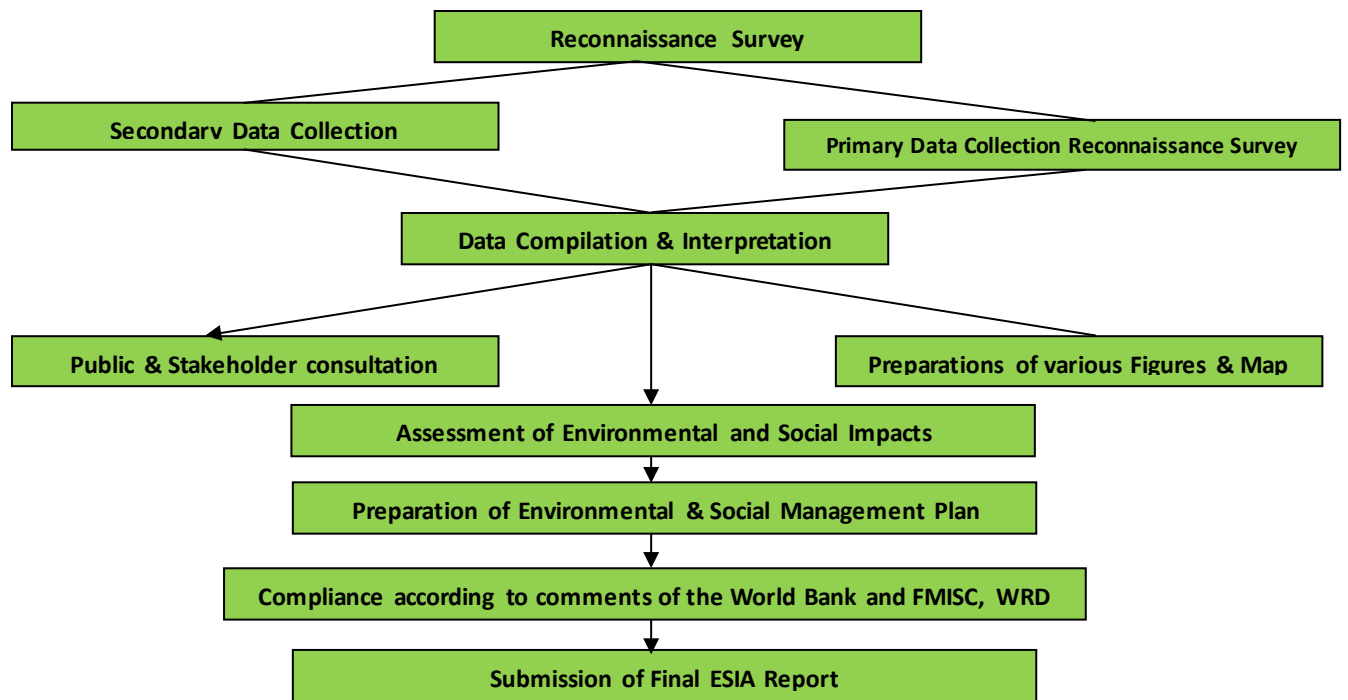 Reconnaissance Survey
Secondary Data Collection
Primary Data Collection Reconnaissance Survey
Data Compilation & Interpretation
Public & Stakeholder consultation
Preparations of various Figures & Map
Assessment of Environmental and Social Impacts
Preparation of Environmental & Social Management Plan
Compliance according to comments of the World Bank and FMISC, WRD
Submission of Final ESIA Report